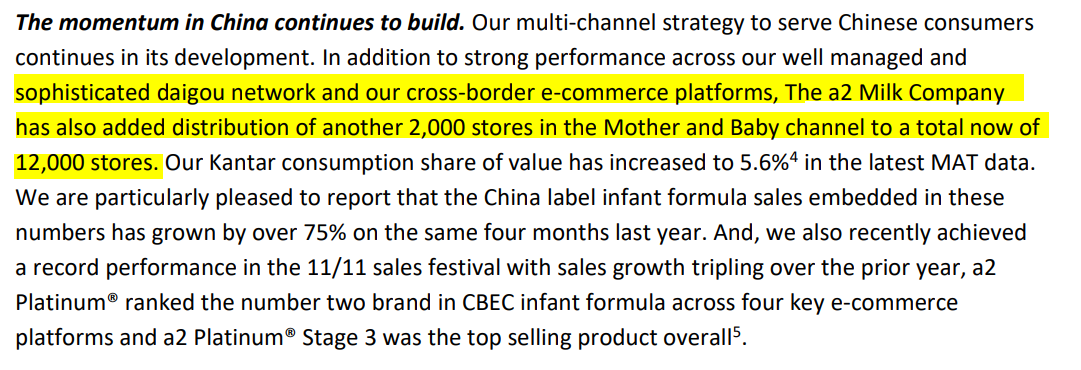 The momentum in China continues to build. Our multi-channel strategy to serve Chinese consumers
continues in its development. In addition to strong performance across our well managed and
sophisticated daigou network and our cross-border e-commerce platforms, The a2 Milk Company
has also added distribution of another 2,000 stores in the Mother and Baby channel to a total now of
12,000 stores. Our Kantar consumption share of value has increased to 5.6%⁴ in the latest MAT data.
We are particularly pleased to report that the China label infant formula sales embedded in these
numbers has grown by over 75% on the same four months last year. And, we also recently achieved
a record performance in the 11/11 sales festival with sales growth tripling over the prior year, a2
Platinum® ranked the number two brand in CBEC infant formula across four key e-commerce
platforms and a2 Platinum® Stage 3 was the top selling product overall⁵.